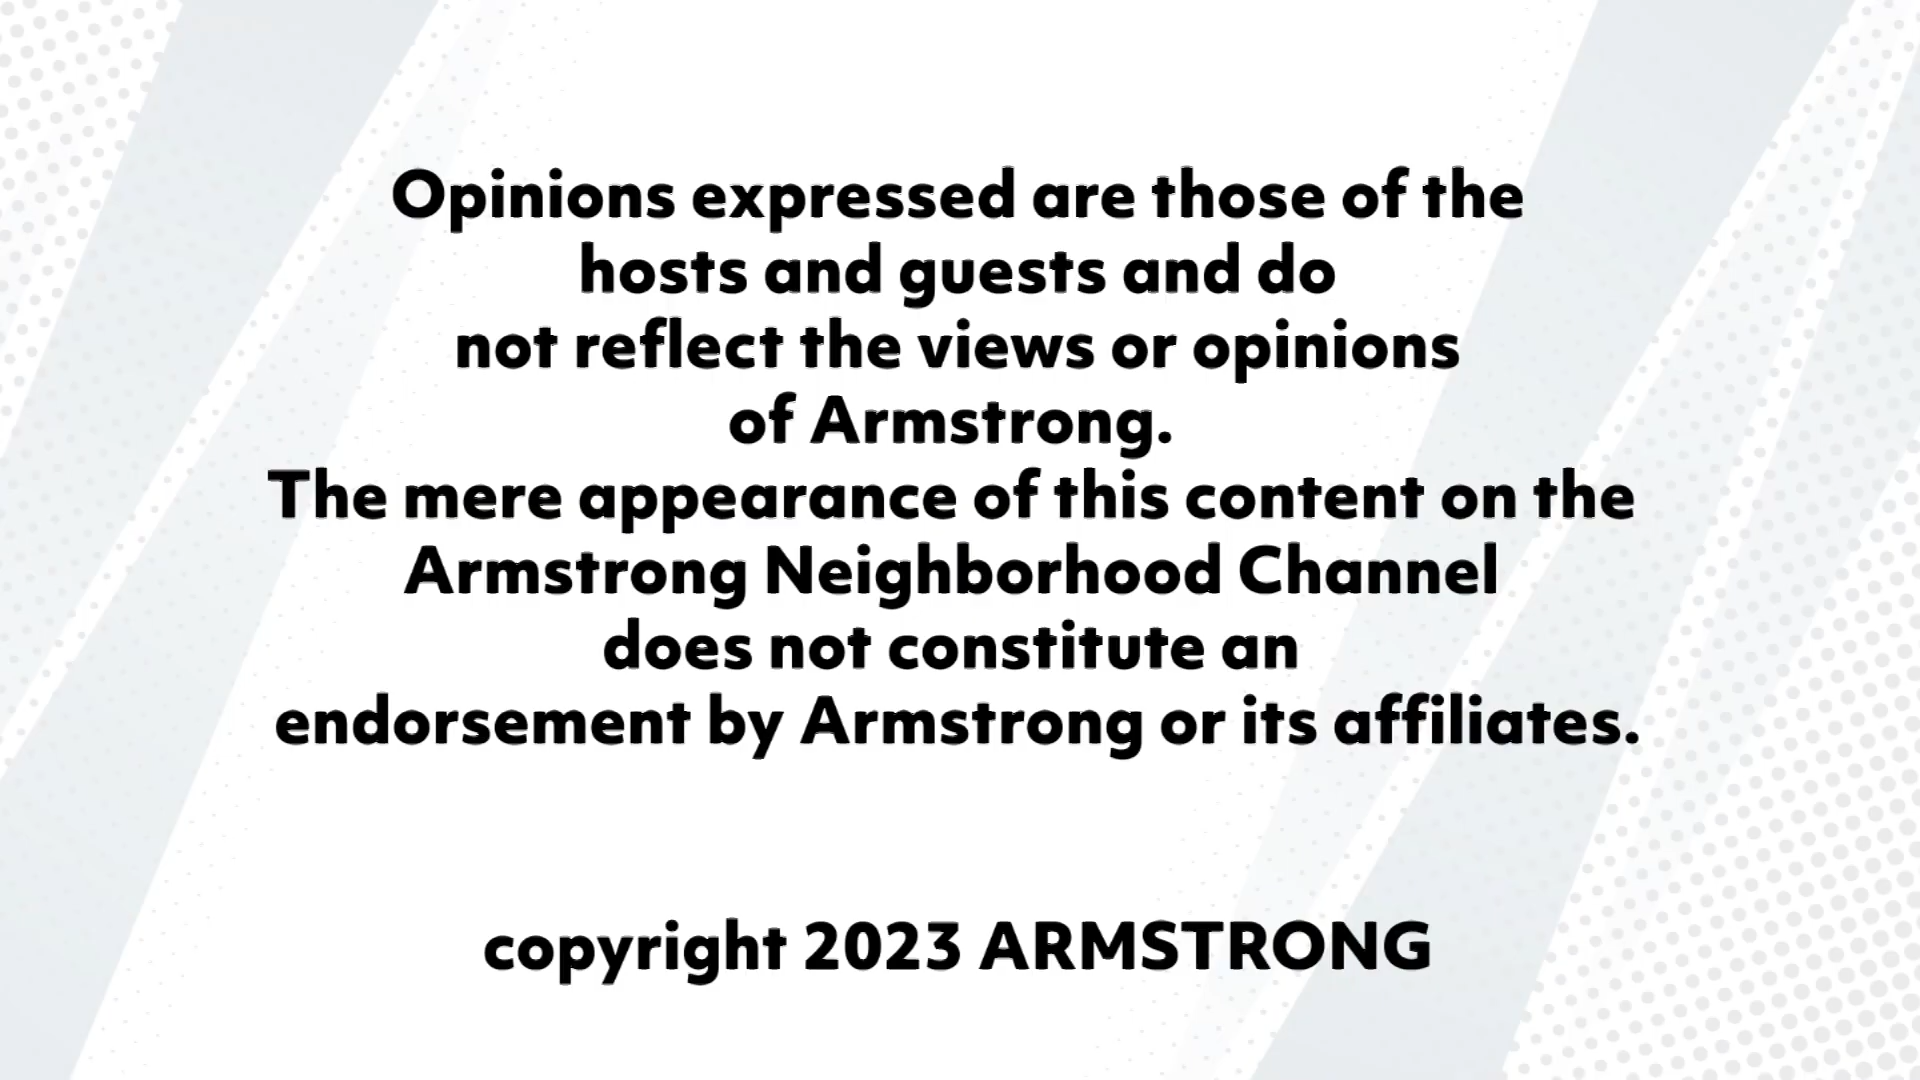 Opinions expressed are those of the
hosts and guests and do
not reflect the views or opinions
of Armstrong.
The mere appearance of this content on the
Armstrong Neighborhood Channel
does not constitute an
endorsement by Armstrong or its affiliates.
copyright 2023 ARMSTRONG